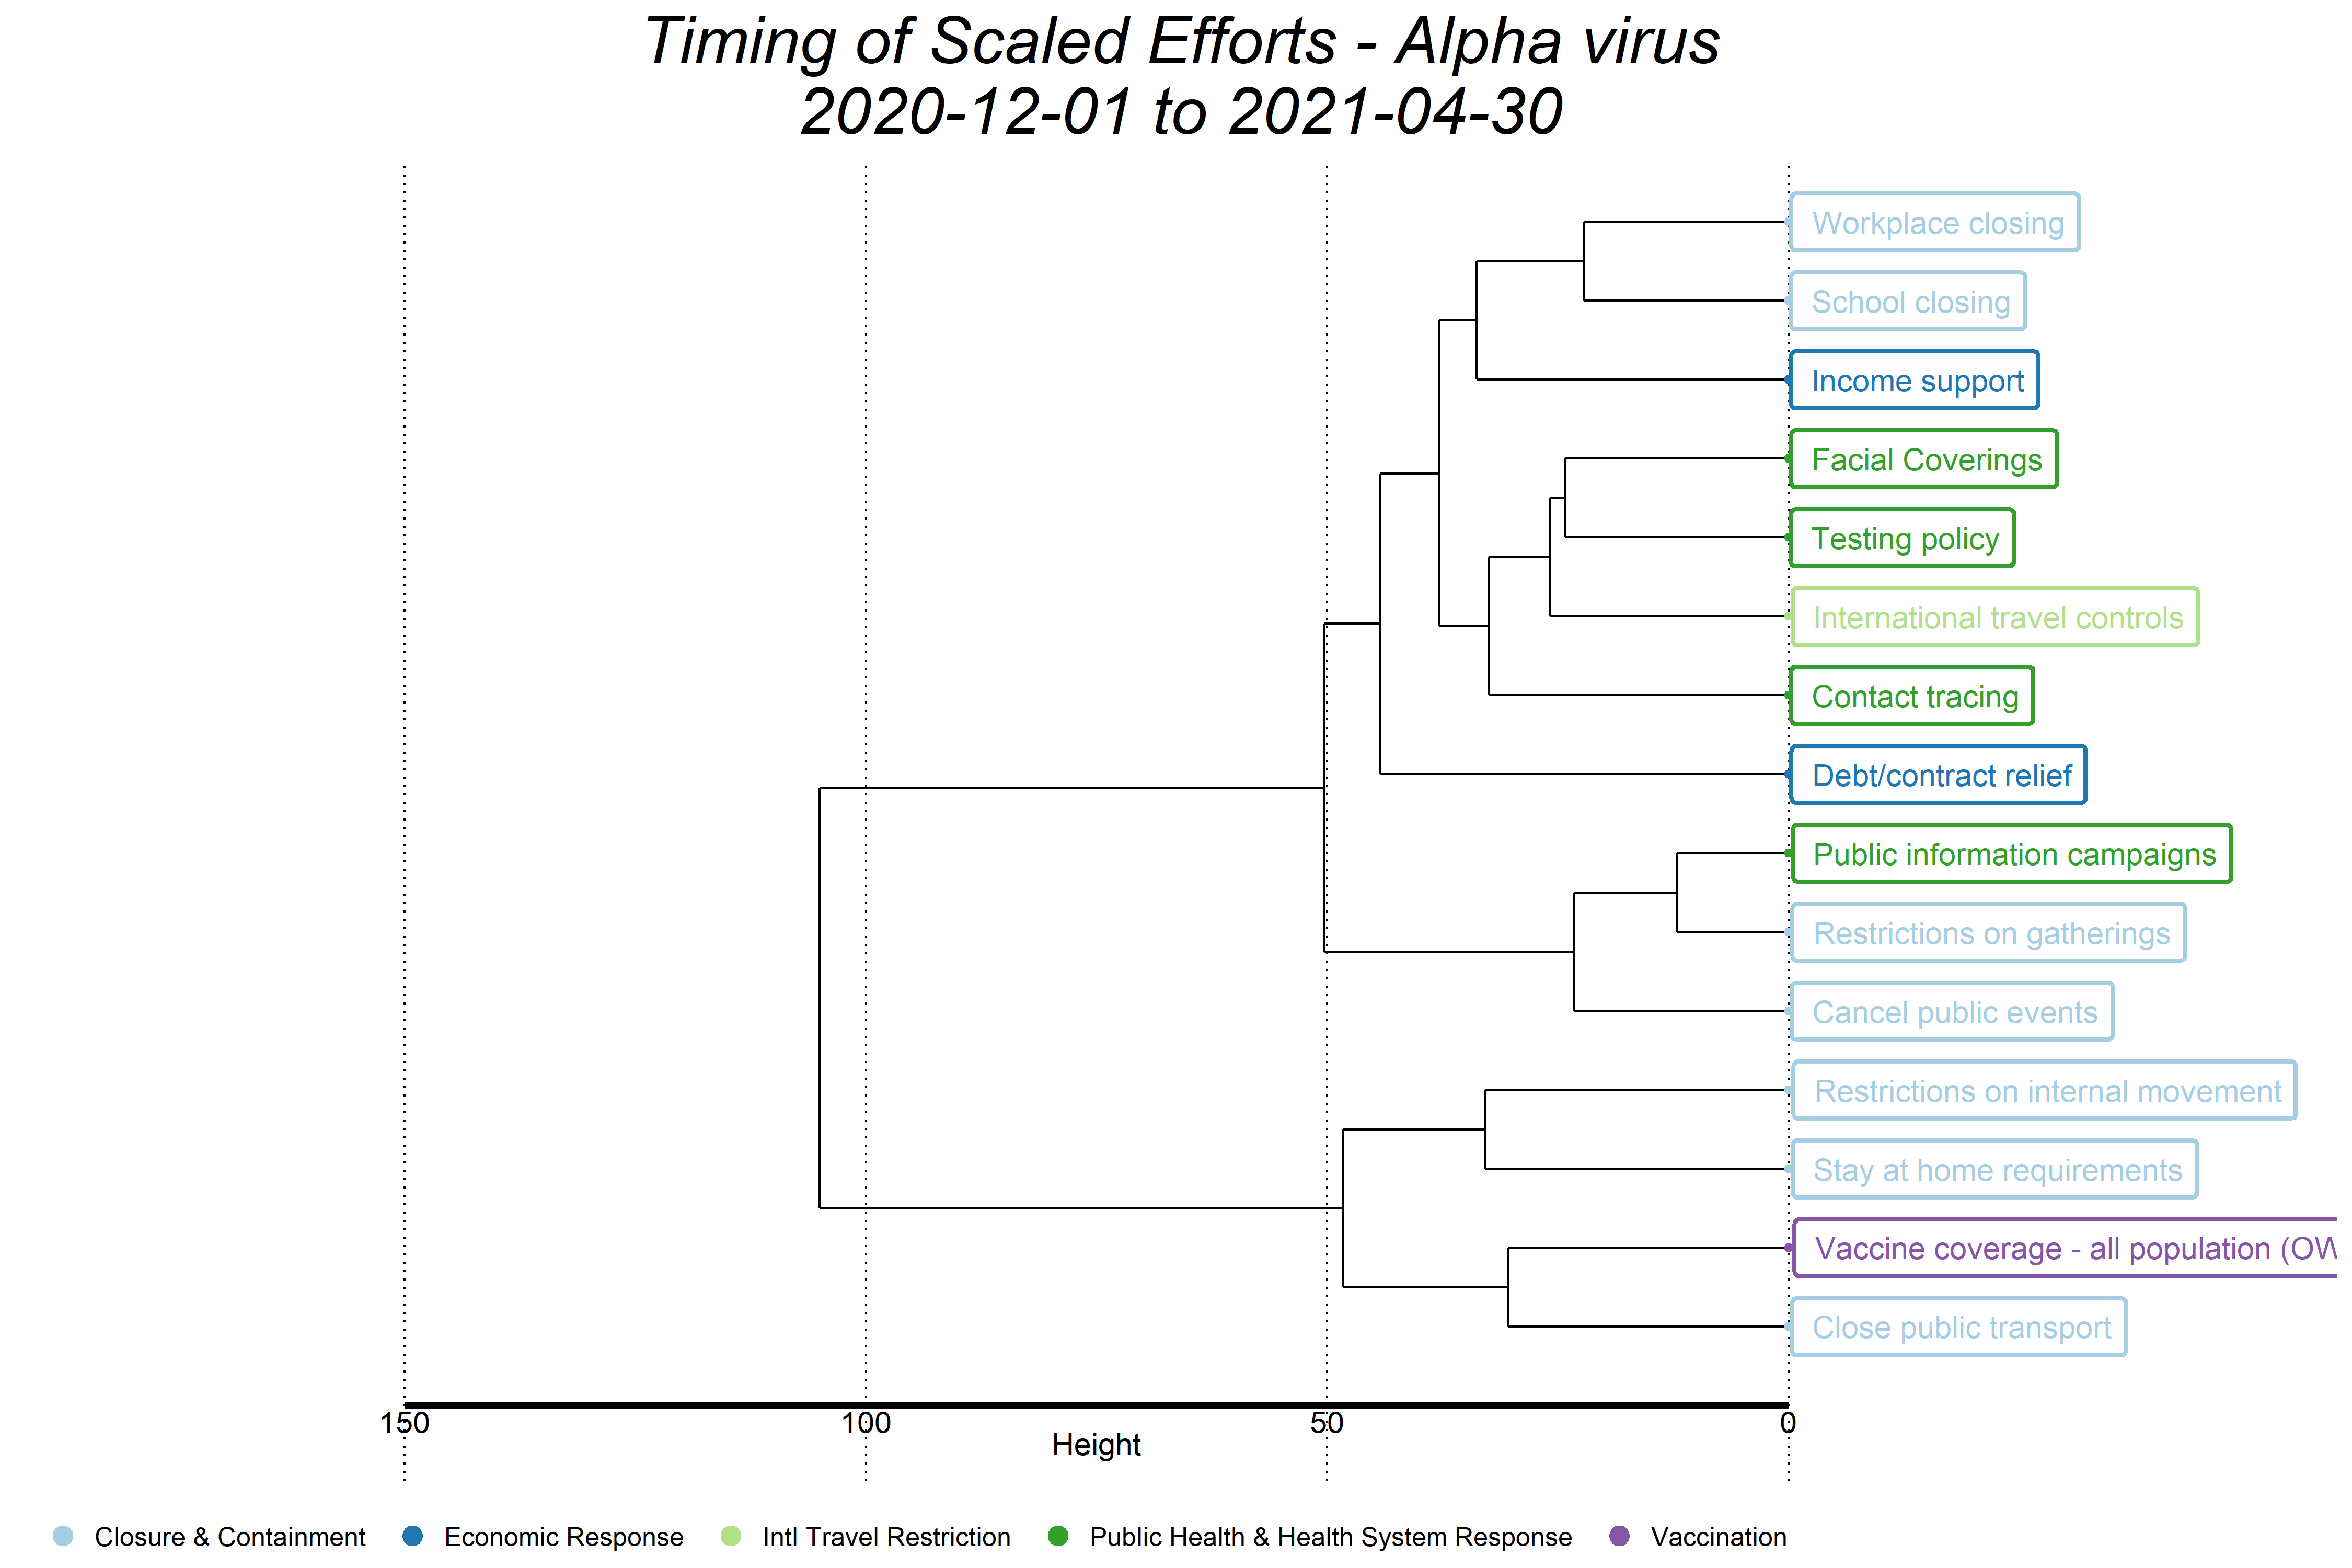 Timing of Scaled Efforts - Alpha virus
2020-12-01 to 2021-04-30
Workplace closing
School closing
Income support
Facial Coverings
Testing policy
International travel controls
Contact tracing
Debt/contract relief
Public information campaigns
Restrictions on gatherings
Cancel public events
Restrictions on internal movement
Stay at home requirements
Vaccine coverage - all population
Close public transport
150 100 50 0
Height
Closure & Containment Economic Response Intl Travel Restriction Public Health & Health System Response Vaccination